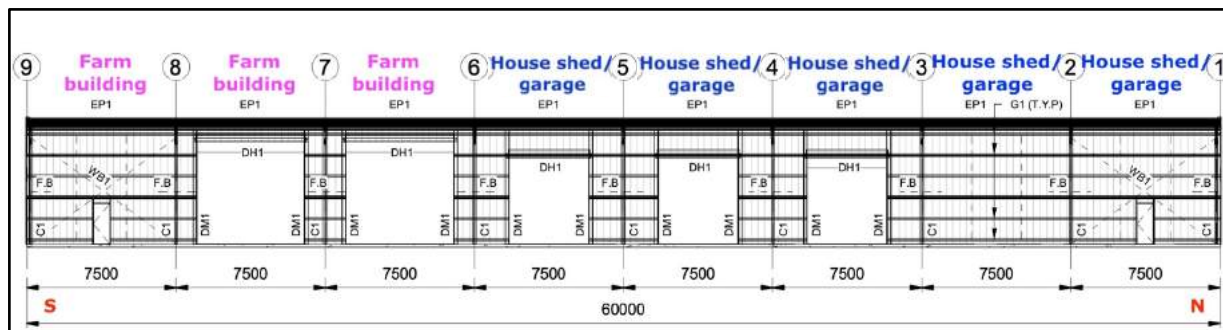 Farm building
Farm building
Farm building
House shed/ garage
House shed/ garage
House shed/ garage
House shed/ garage
House shed/ garage
9 8 7 6 5 4 3 2 1
EP1 EP1 EP1 EP1 EP1 EP1 EP1 EP1
G1 (T.Y.P)
DH1 DH1 DH1 DH1 DH1
WB1 WB1
F.B F.B F.B F.B F.B F.B F.B F.B F.B
C1 C1 DM1 DM1 C1 DM1 DM1 C1 DM1 DM1 C1 DM1 DM1 C1 DM1 DM1 C1 C1 C1
7500 7500 7500 7500 7500 7500 7500 7500
S 60000 N